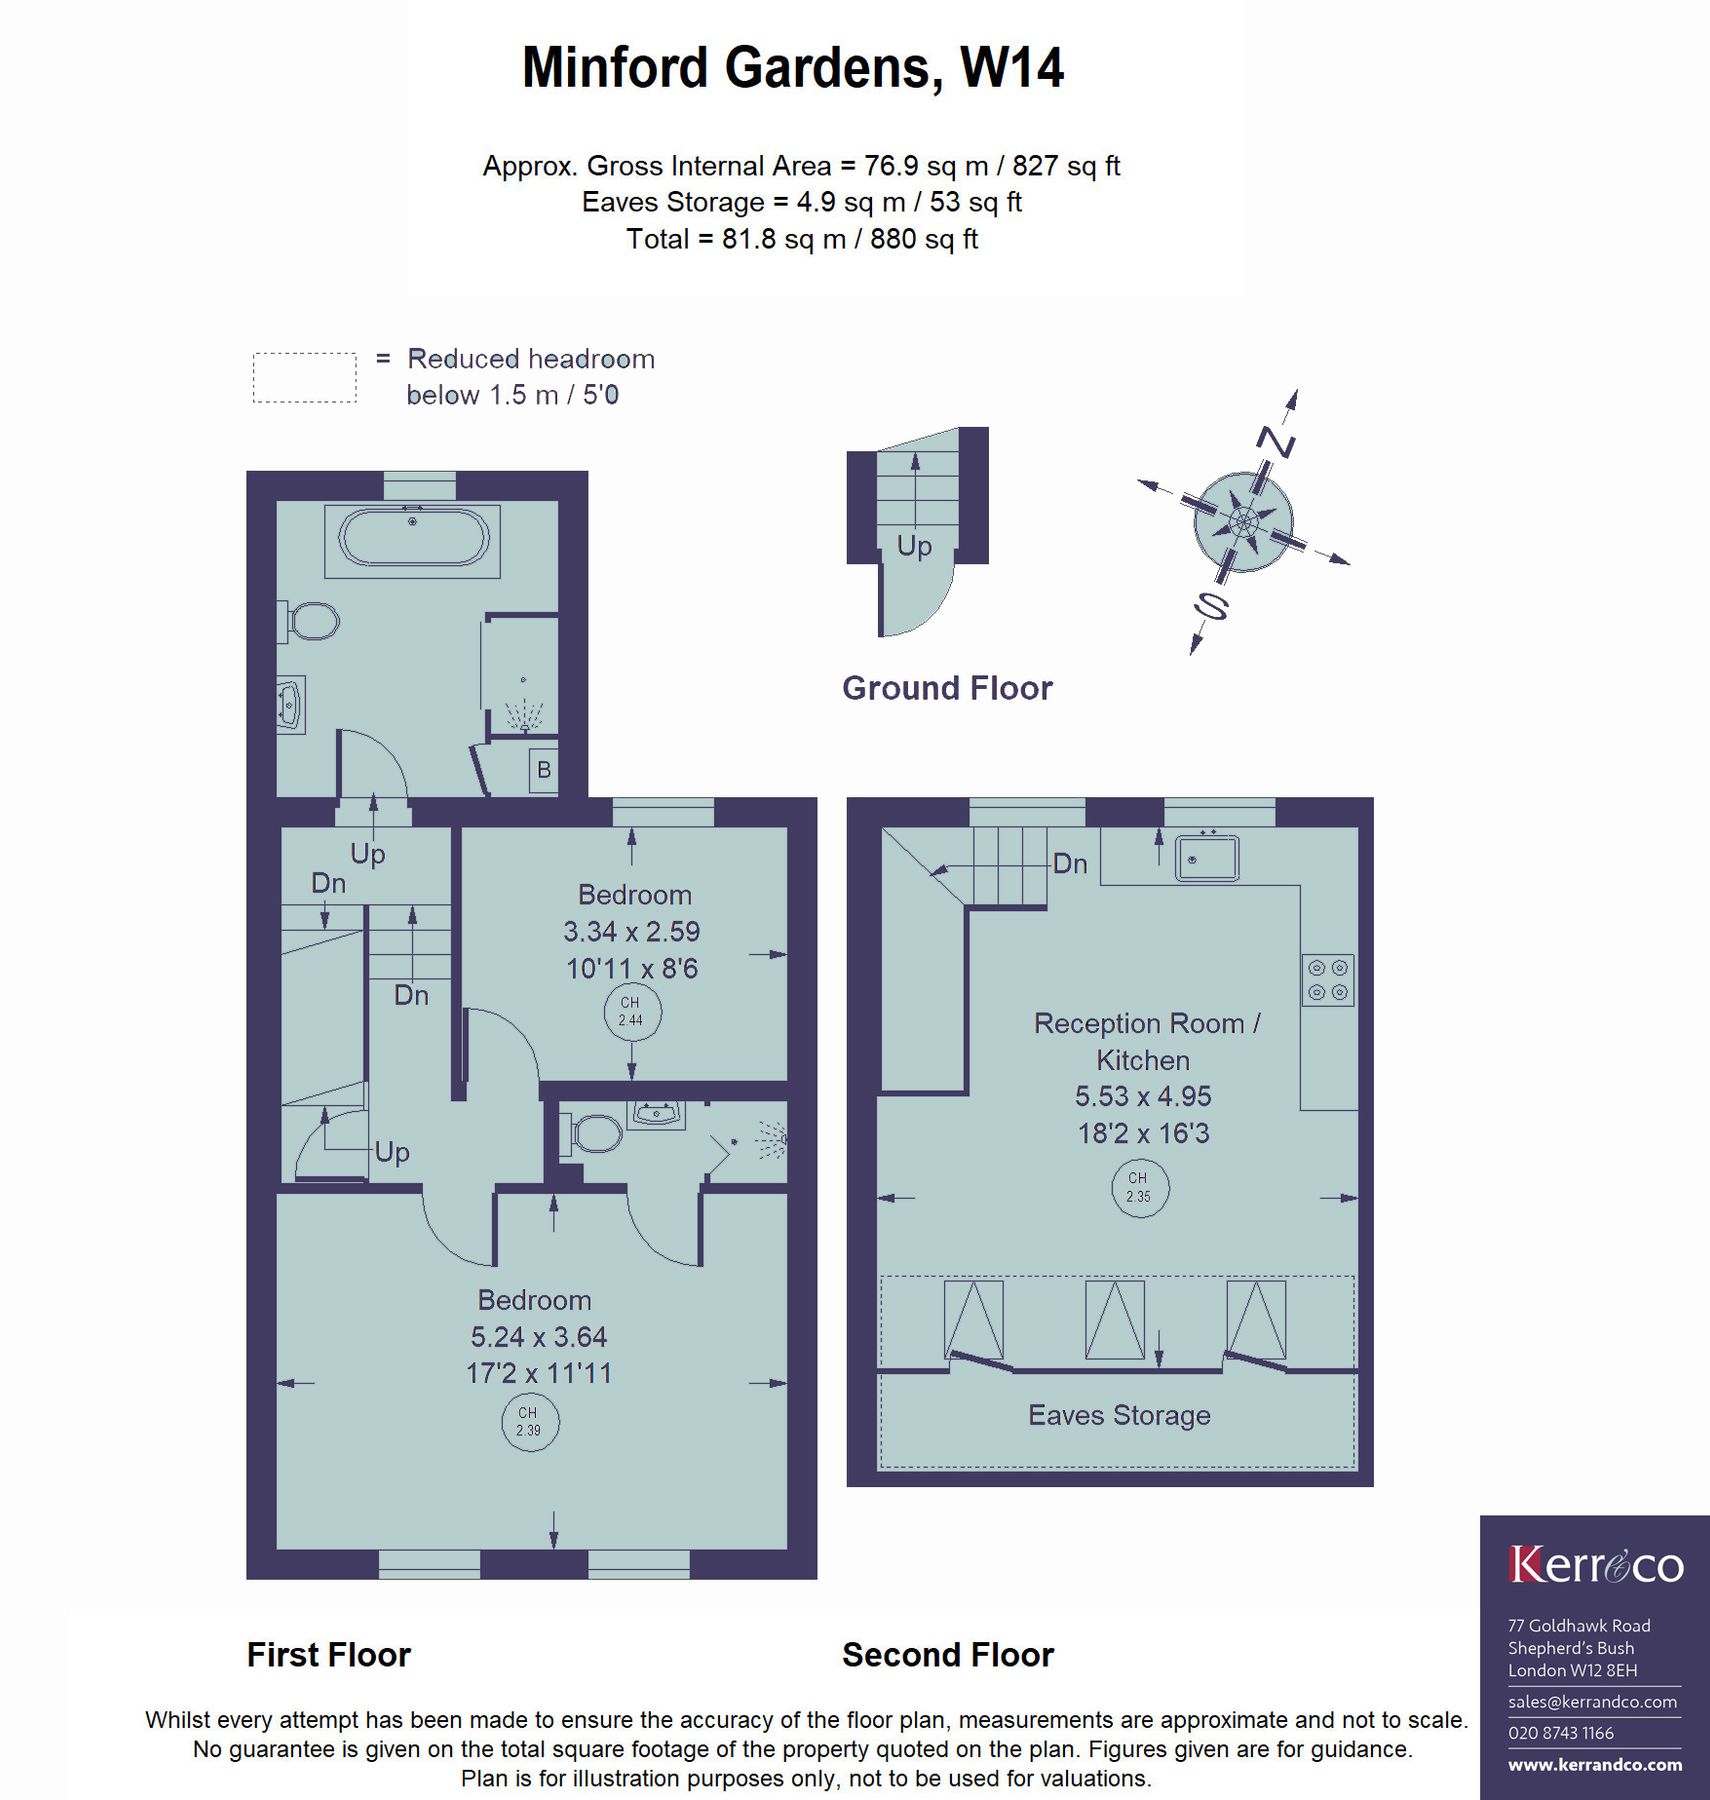 Minford Gardens, W14
Approx. Gross Internal Area = 76.9 sq m / 827 sq ft
Eaves Storage = 4.9 sq m / 53 sq ft
Total = 81.8 sq m / 880 sq ft
= Reduced headroom
below 1.5 m / 5'0
N
S
Up
Ground Floor
B
Up
Dn
Dn
Up
Bedroom
3.34 x 2.59
10'11 x 8'6
CH
2.44
Bedroom
5.24 x 3.64
17'2 x 11'11
CH
2.39
First Floor
Dn
Reception Room /
Kitchen
5.53 x 4.95
18'2 x 16'3
CH
2.35
Eaves Storage
Second Floor
Whilst every attempt has been made to ensure the accuracy of the floor plan, measurements are approximate and not to scale.
No guarantee is given on the total square footage of the property quoted on the plan. Figures given are for guidance.
Plan is for illustration purposes only, not to be used for valuations.
Kerr&co
77 Goldhawk Road
Shepherd's Bush
London W12 8EH
sales@kerrandco.com
020 8743 1166
www.kerrandco.com